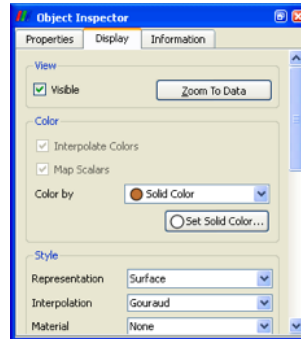 Object Inspector
Properties Display Information
View
Visible Zoom To Data
Color
Interpolate Colors
Map Scalars
Color by Solid Color
Set Solid Color...
Style
Representation Surface
Interpolation Gouraud
Material None